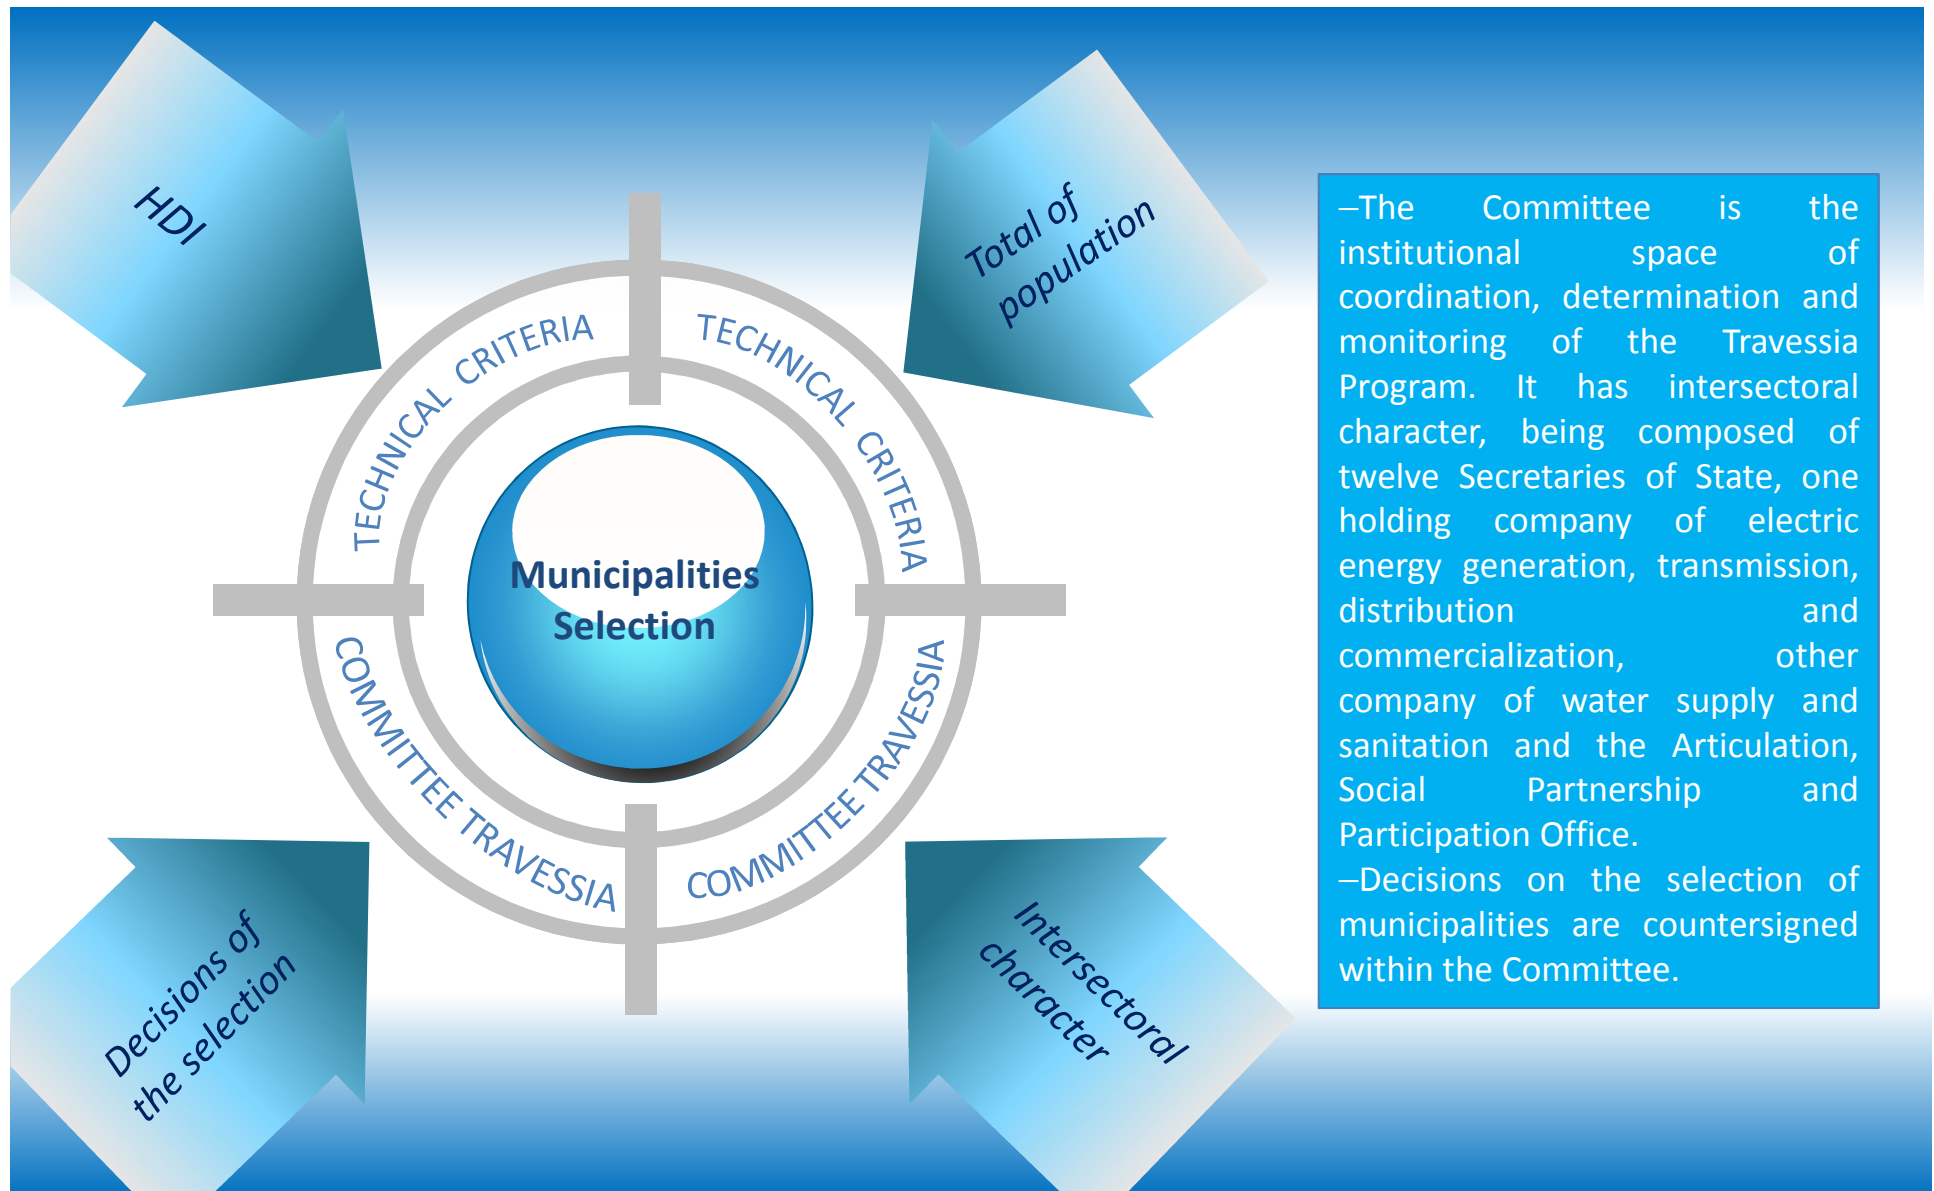 HDI
Total of
population
TECHNICAL CRITERIA
TECHNICAL CRITERIA
Municipalities
Selection
COMMITTEE TRAVESSIA
COMMITTEE TRAVESSIA
Decisions of
the selection
Intersectoral
character
–The Committee is the
institutional space of
coordination, determination and
monitoring of the Travessia
Program. It has intersectoral
character, being composed of
twelve Secretaries of State, one
holding company of electric
energy generation, transmission,
distribution and
commercialization, other
company of water supply and
sanitation and the Articulation,
Social Partnership and
Participation Office.
–Decisions on the selection of
municipalities are countersigned
within the Committee.